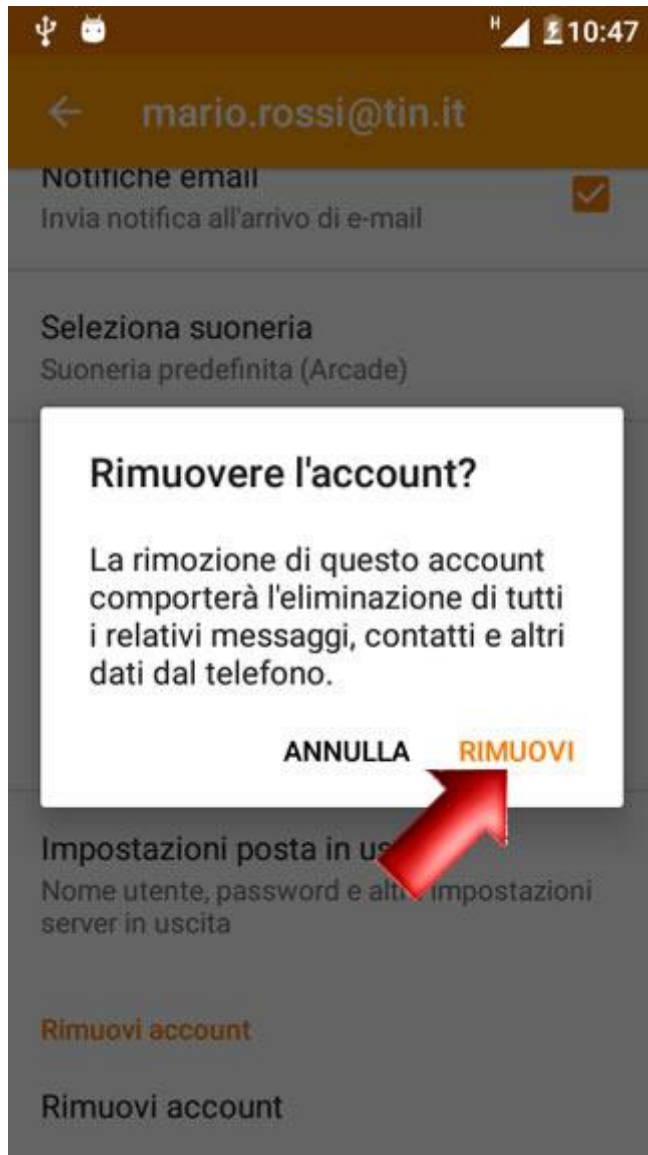 H 10:47
mario.rossi@tin.it
Notifiche email
Invia notifica all'arrivo di e-mail
Seleziona suoneria
Suoneria predefinita (Arcade)
Rimuovere l'account?
La rimozione di questo account
comporterà l'eliminazione di tutti
i relativi messaggi, contatti e altri
dati dal telefono.
ANNULLA RIMUOVI
Impostazioni posta in us
Nome utente, password e altre impostazioni
server in uscita
Rimuovi account
Rimuovi account